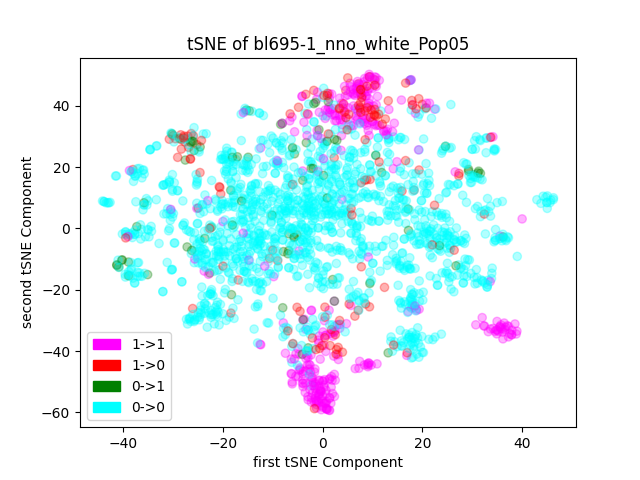 tSNE of bl695-1_nno_white_Pop05
second tSNE Component
40
20
0
−20
−40
−60
1->1
1->0
0->1
0->0
−40 −20 0 20 40
first tSNE Component